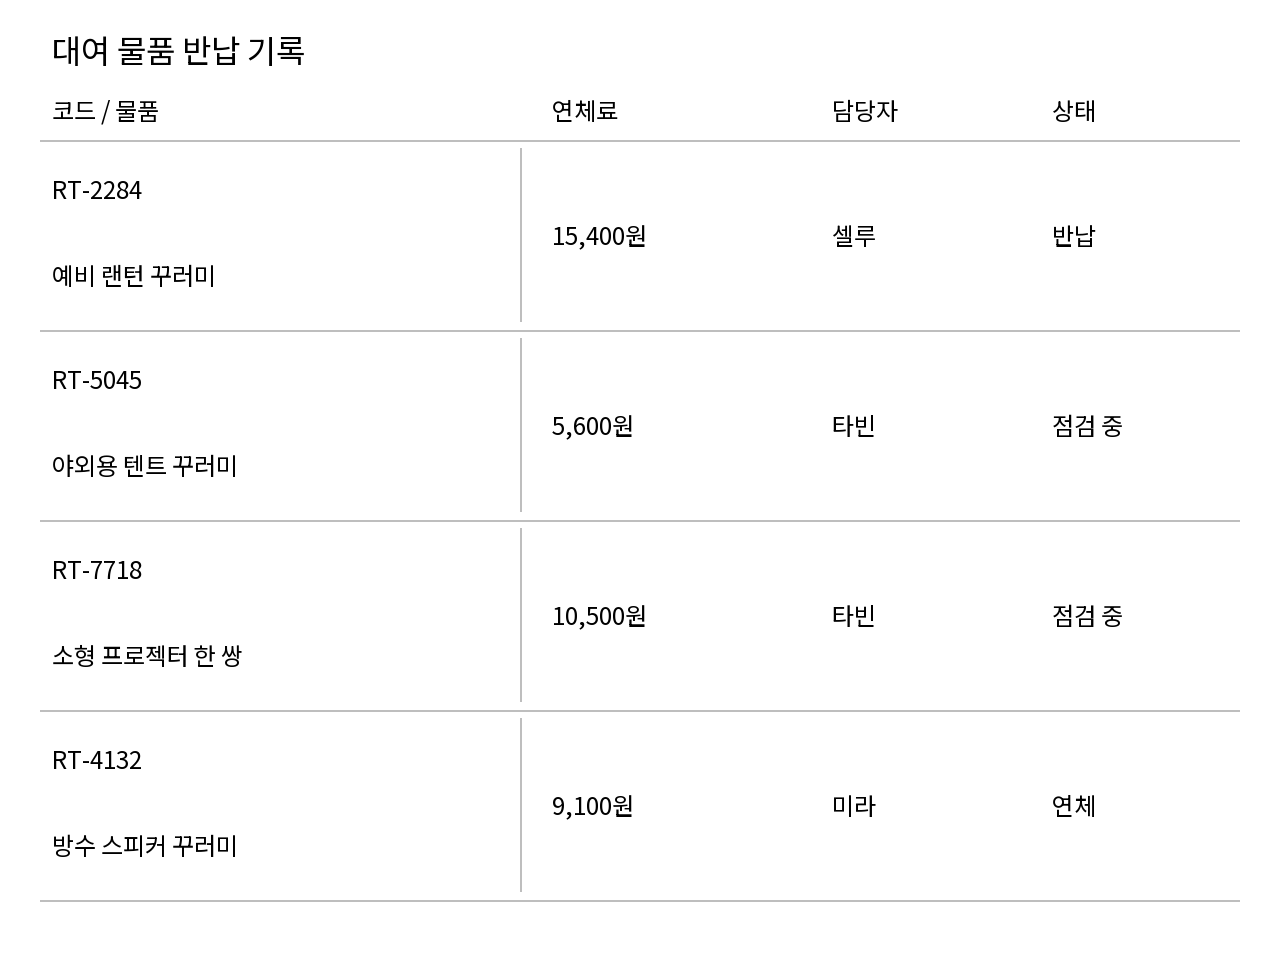 대여 물품 반납 기록
코드 / 물품 연체료 담당자 상태
RT-2284
예비 랜턴 꾸러미
15,400원 셀루 반납
RT-5045
야외용 텐트 꾸러미
5,600원 타빈 점검 중
RT-7718
소형 프로젝터 한 쌍
10,500원 타빈 점검 중
RT-4132
방수 스피커 꾸러미
9,100원 미라 연체